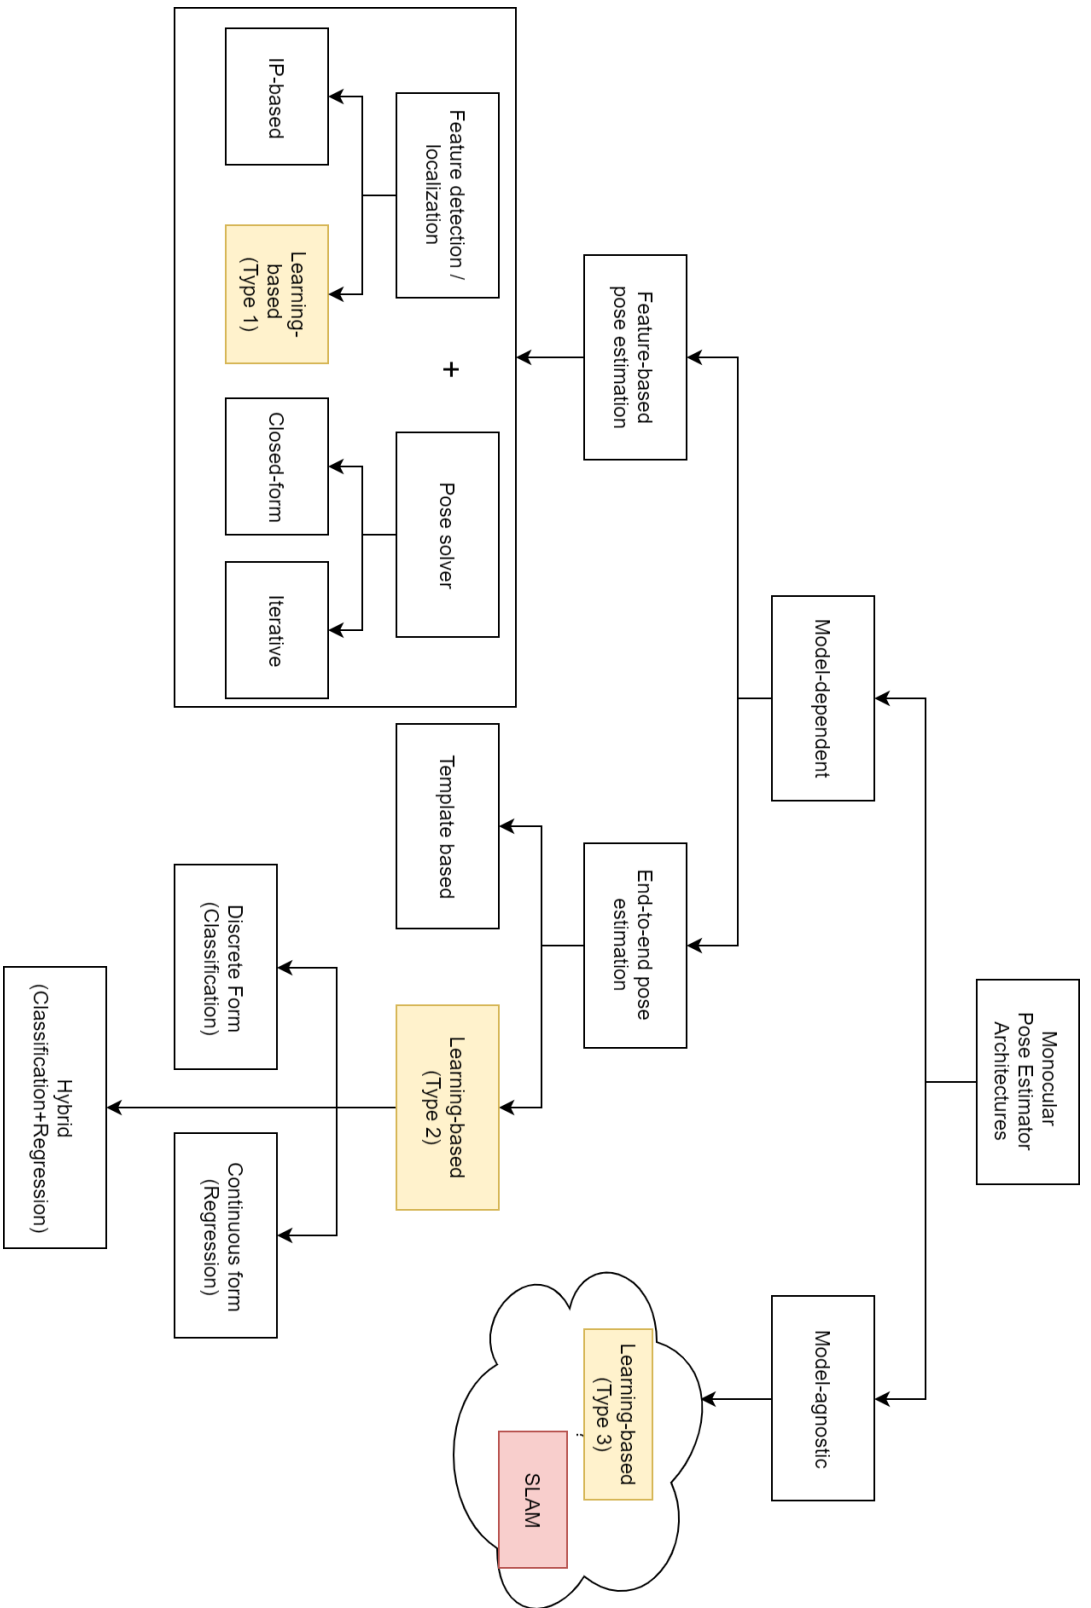 Monocular
Pose Estimator
Architectures
Model-dependent
Model-agnostic
Feature-based
pose estimation
End-to-end pose
estimation
Learning-based
(Type 3)
?
SLAM
Feature detection /
localization
+
Pose solver
Template based
Learning-based
(Type 2)
IP-based
Learning-
based
(Type 1)
Closed-form
Iterative
Discrete Form
(Classification)
Continuous form
(Regression)
Hybrid
(Classification+Regression)